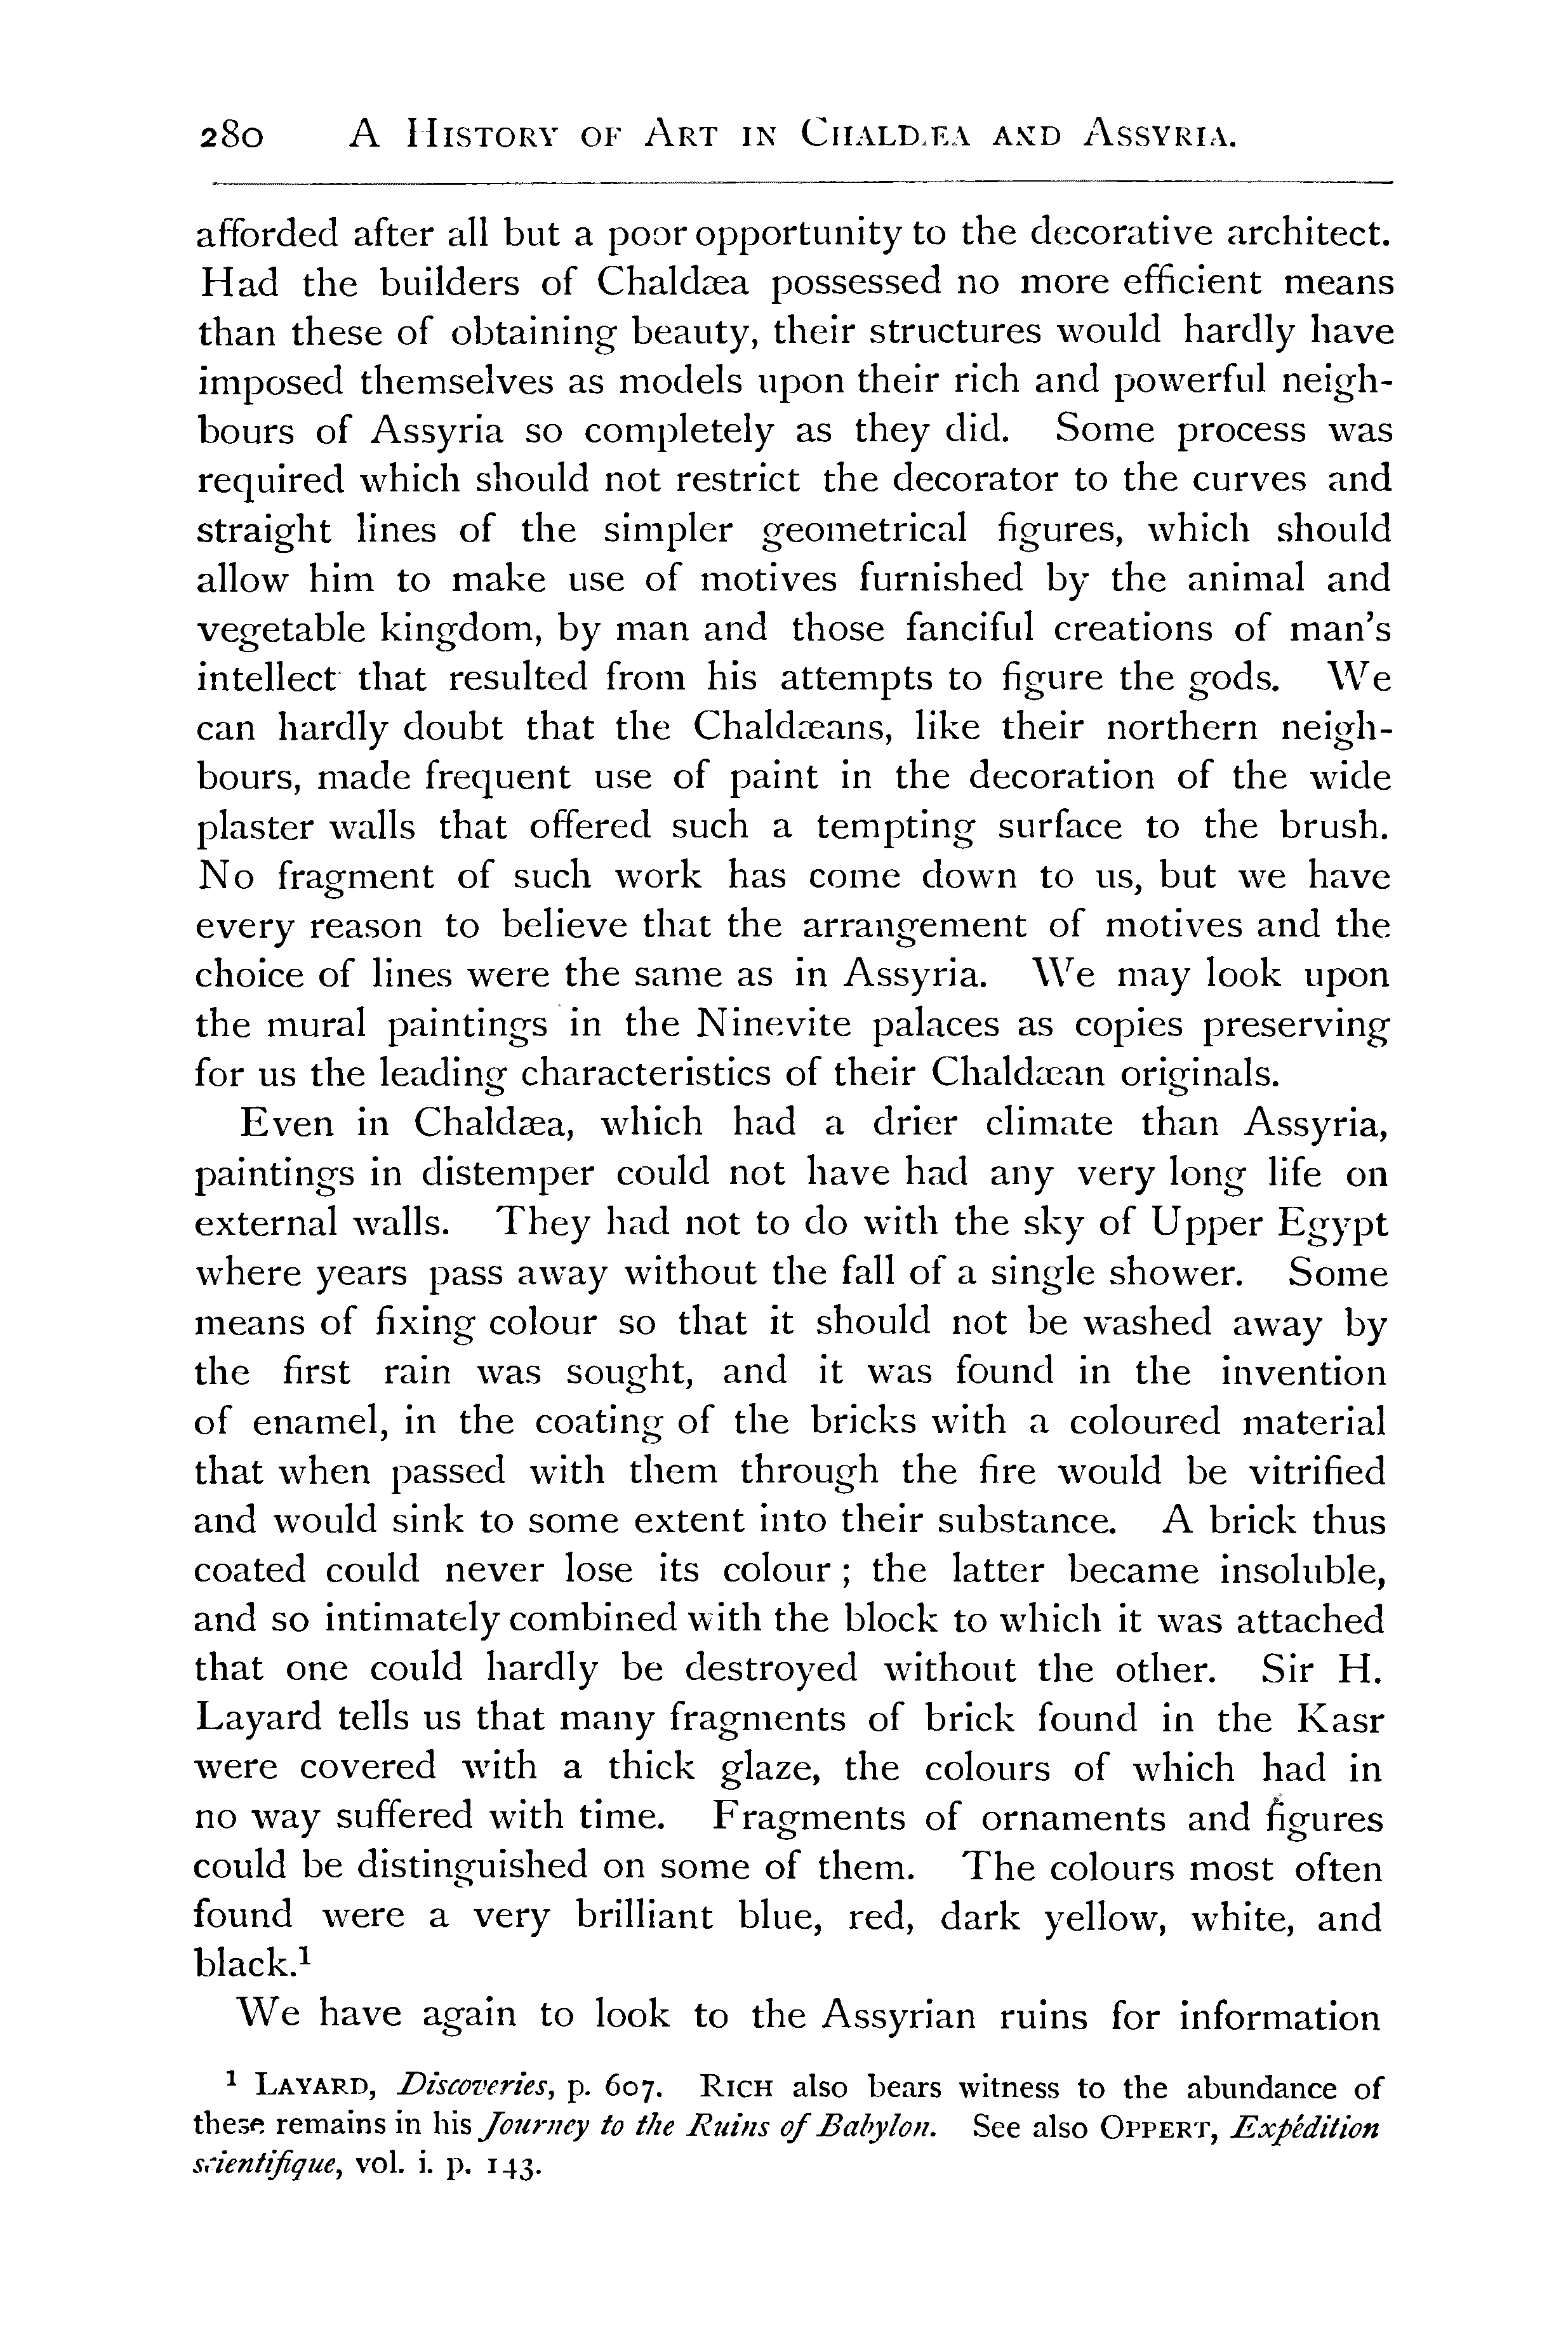 280 A History of Art in Chaldæa and Assyria.
afforded after all but a poor opportunity to the decorative architect.
Had the builders of Chaldæa possessed no more efficient means
than these of obtaining beauty, their structures would hardly have
imposed themselves as models upon their rich and powerful neigh-
bours of Assyria so completely as they did. Some process was
required which should not restrict the decorator to the curves and
straight lines of the simpler geometrical figures, which should
allow him to make use of motives furnished by the animal and
vegetable kingdom, by man and those fanciful creations of man's
intellect that resulted from his attempts to figure the gods. We
can hardly doubt that the Chaldæans, like their northern neigh-
bours, made frequent use of paint in the decoration of the wide
plaster walls that offered such a tempting surface to the brush.
No fragment of such work has come down to us, but we have
every reason to believe that the arrangement of motives and the
choice of lines were the same as in Assyria. We may look upon
the mural paintings in the Ninevite palaces as copies preserving
for us the leading characteristics of their Chaldæan originals.
Even in Chaldæa, which had a drier climate than Assyria,
paintings in distemper could not have had any very long life on
external walls. They had not to do with the sky of Upper Egypt
where years pass away without the fall of a single shower. Some
means of fixing colour so that it should not be washed away by
the first rain was sought, and it was found in the invention
of enamel, in the coating of the bricks with a coloured material
that when passed with them through the fire would be vitrified
and would sink to some extent into their substance. A brick thus
coated could never lose its colour ; the latter became insoluble,
and so intimately combined with the block to which it was attached
that one could hardly be destroyed without the other. Sir H.
Layard tells us that many fragments of brick found in the Kasr
were covered with a thick glaze, the colours of which had in
no way suffered with time. Fragments of ornaments and figures
could be distinguished on some of them. The colours most often
found were a very brilliant blue, red, dark yellow, white, and
black.¹
We have again to look to the Assyrian ruins for information
¹ Layard, Discoveries, p. 607. Rich also bears witness to the abundance of
these remains in his Journey to the Ruins of Babylon. See also Oppert, Expédition
scientifique, vol. i. p. 143.